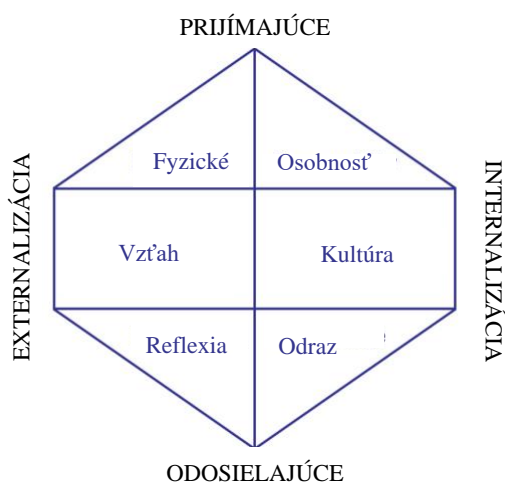 PRIJÍMAJÚCE
Fyzické
Osobnosť
EXTERNALIZÁCIA
INTERNALIZÁCIA
Vzťah
Kultúra
Reflexia
Odraz
ODOSIELAJÚCE